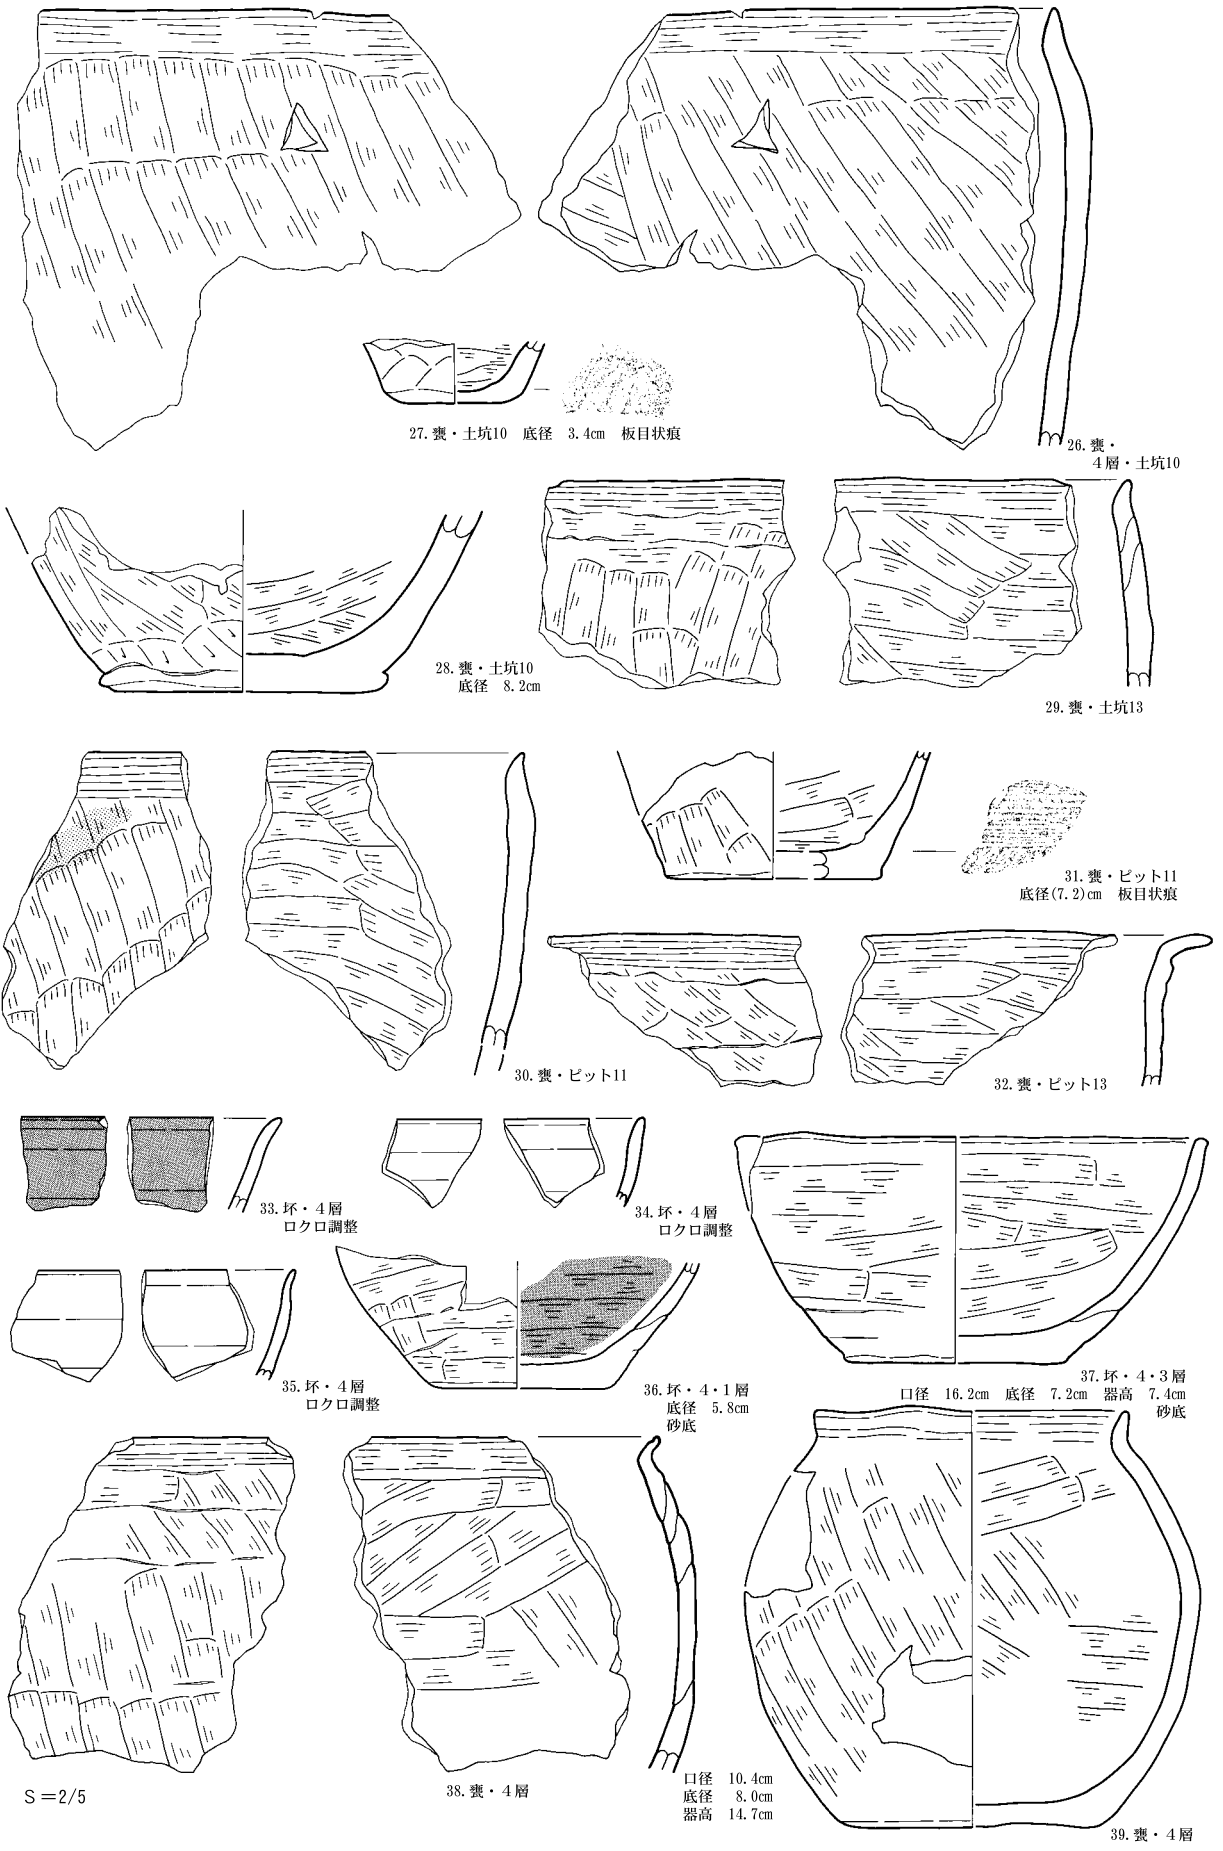 27.甕・土坑10　底径　3.4cm　板目状痕
26.甕・
４層・土坑10
28.甕・土坑10
底径　8.2cm
29.甕・土坑13
31.甕・ピット11
底径(7.2)cm　板目状痕
30.甕・ピット11
32.甕・ピット13
33.坏・４層
ロクロ調整
34.坏・４層
ロクロ調整
35.坏・４層
ロクロ調整
36.坏・４・１層
底径　5.8cm
砂底
37.坏・４・３層
口径　16.2cm　底径　7.2cm　器高　7.4cm
砂底
38.甕・４層
口径　10.4cm
底径　8.0cm
器高　14.7cm
39.甕・４層
Ｓ＝2/5